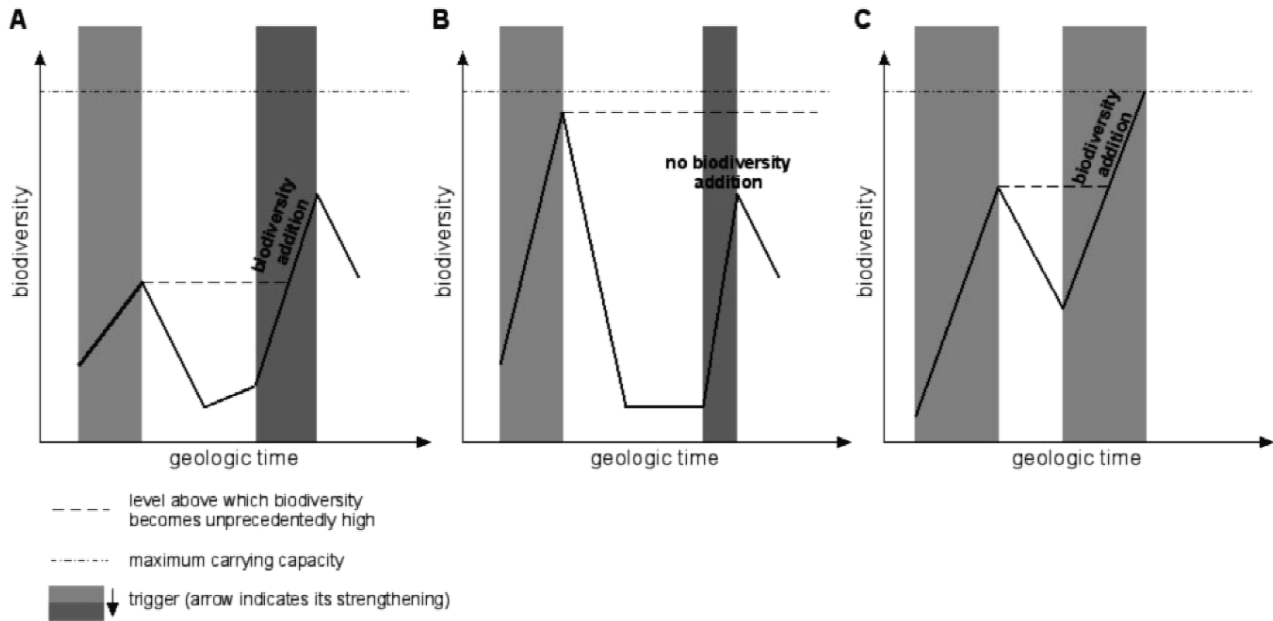 A
B
C
biodiversity
biodiversity
addition
geologic time
biodiversity
no biodiversity
addition
geologic time
biodiversity
biodiversity
addition
geologic time
level above which biodiversity
becomes unprecedentedly high
maximum carrying capacity
trigger (arrow indicates its strengthening)